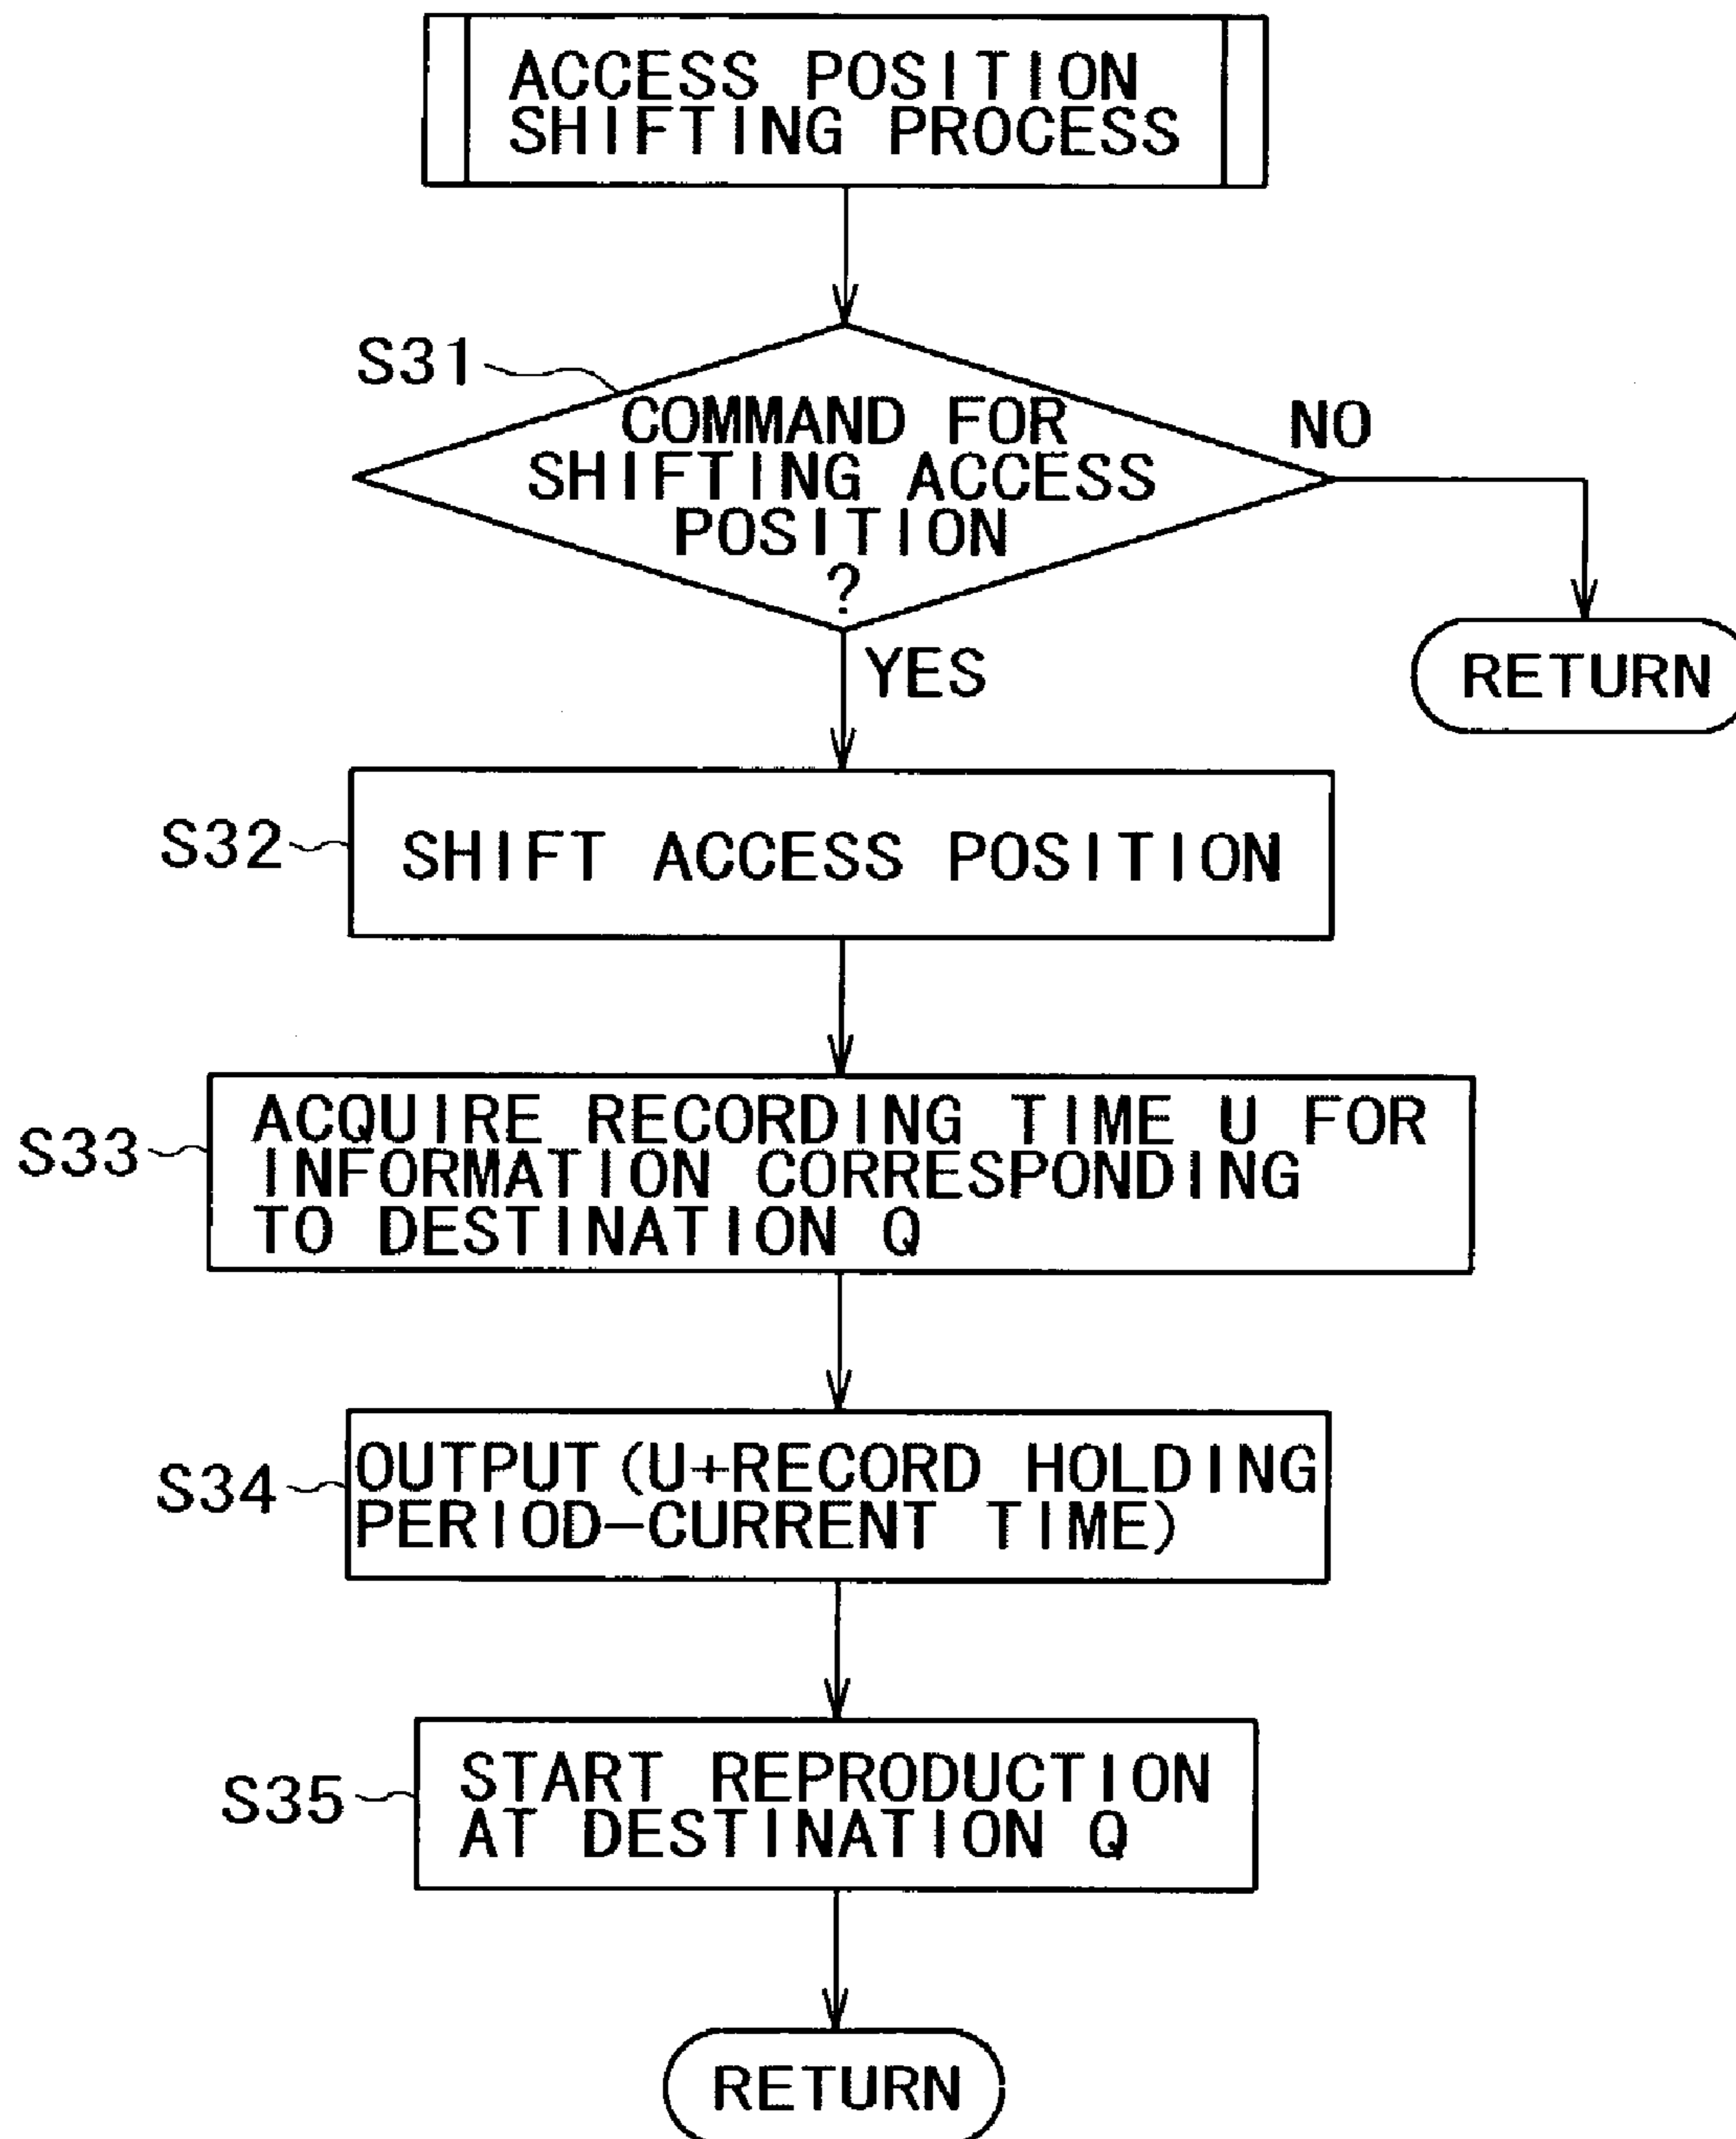 ACCESS POSITION
SHIFTING PROCESS
S31
COMMAND FOR
SHIFTING ACCESS
POSITION
?
NO
RETURN
YES
S32
SHIFT ACCESS POSITION
S33
ACQUIRE RECORDING TIME U FOR
INFORMATION CORRESPONDING
TO DESTINATION Q
S34
OUTPUT (U+RECORD HOLDING
PERIOD-CURRENT TIME)
S35
START REPRODUCTION
AT DESTINATION Q
RETURN